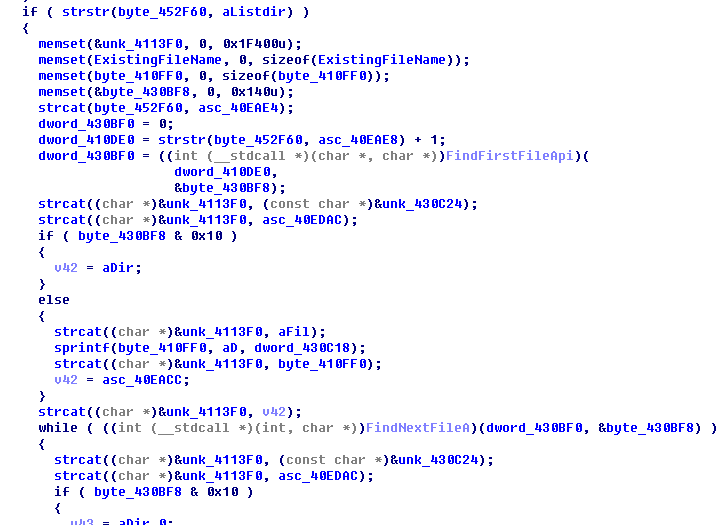 if ( strstr(byte_452F60, aListdir) )
{
memset(&unk_4113F0, 0, 0x1F400u);
memset(ExistingFileName, 0, sizeof(ExistingFileName));
memset(byte_410FF0, 0, sizeof(byte_410FF0));
memset(&byte_430BF8, 0, 0x140u);
strcat(byte_452F60, asc_40EAE4);
dword_430BF0 = 0;
dword_410DE0 = strstr(byte_452F60, asc_40EAE8) + 1;
dword_430BF0 = ((int (__stdcall *)(char *, char *))FindFirstFileApi)(
dword_410DE0,
&byte_430BF8);
strcat((char *)&unk_4113F0, (const char *)&unk_430C24);
strcat((char *)&unk_4113F0, asc_40EDAC);
if ( byte_430BF8 & 0x10 )
{
v42 = aDir;
}
else
{
strcat((char *)&unk_4113F0, aFil);
sprintf(byte_410FF0, aD, dword_430C18);
strcat((char *)&unk_4113F0, byte_410FF0);
v42 = asc_40EACC;
}
strcat((char *)&unk_4113F0, v42);
while ( ((int (__stdcall *)(int, char *))FindNextFileA)(dword_430BF0, &byte_430BF8) )
{
strcat((char *)&unk_4113F0, (const char *)&unk_430C24);
strcat((char *)&unk_4113F0, asc_40EDAC);
if ( byte_430BF8 & 0x10 )
{
v43 = aDir_0;